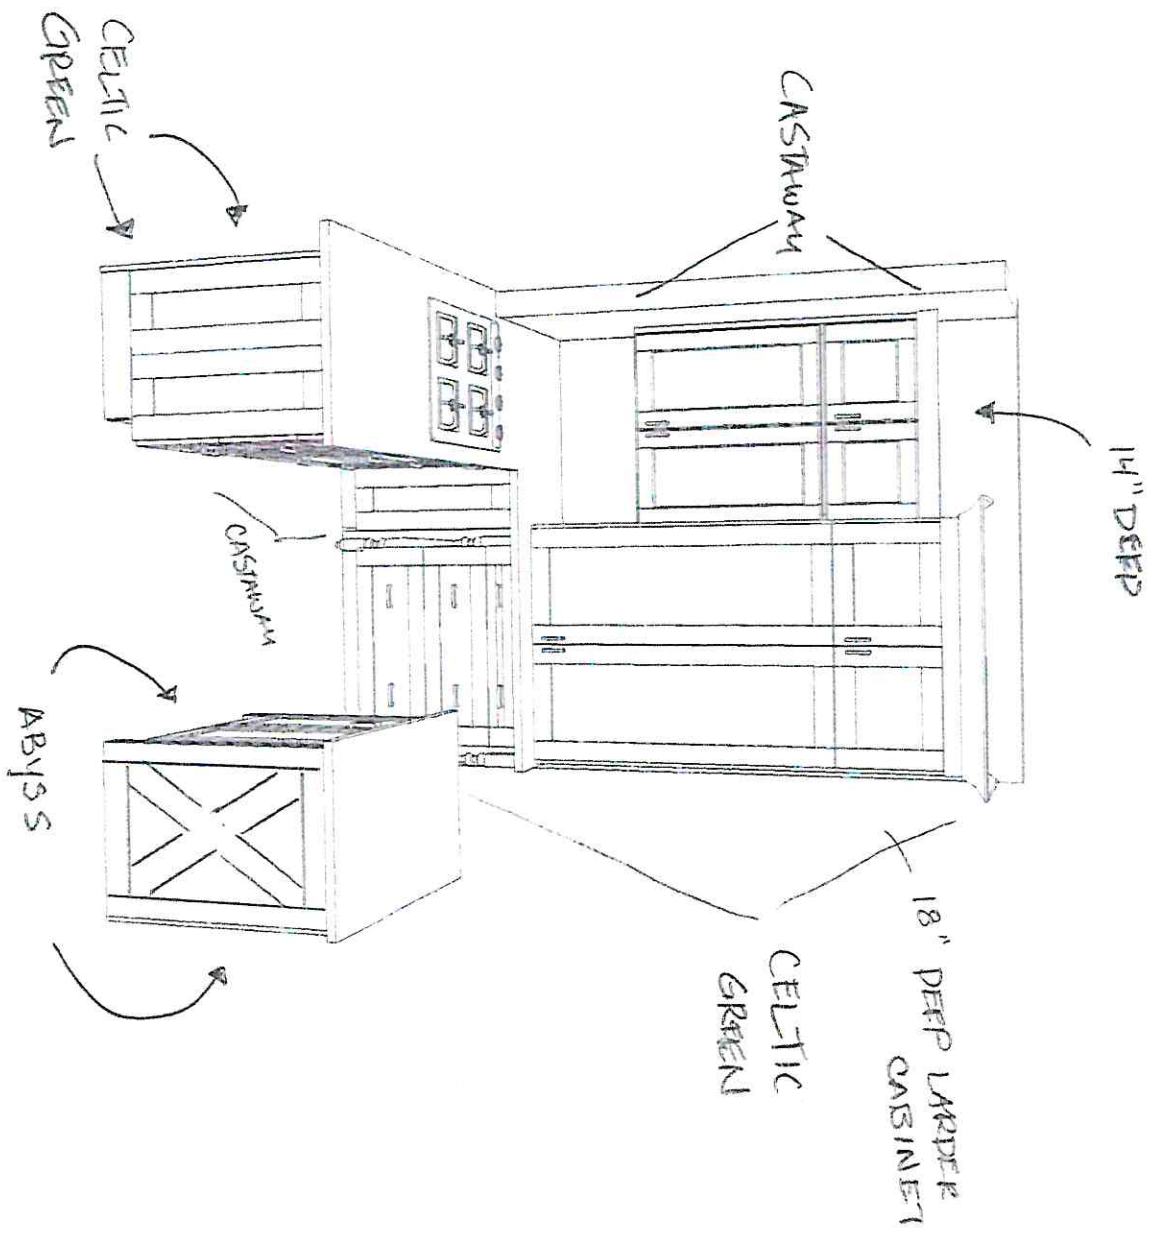 14" DEEP
18" DEEP LARDER
CABINET
CASTAWAY
CELTIC
GREEN
CASTAWAY
CELTIC
GREEN
ABYSS